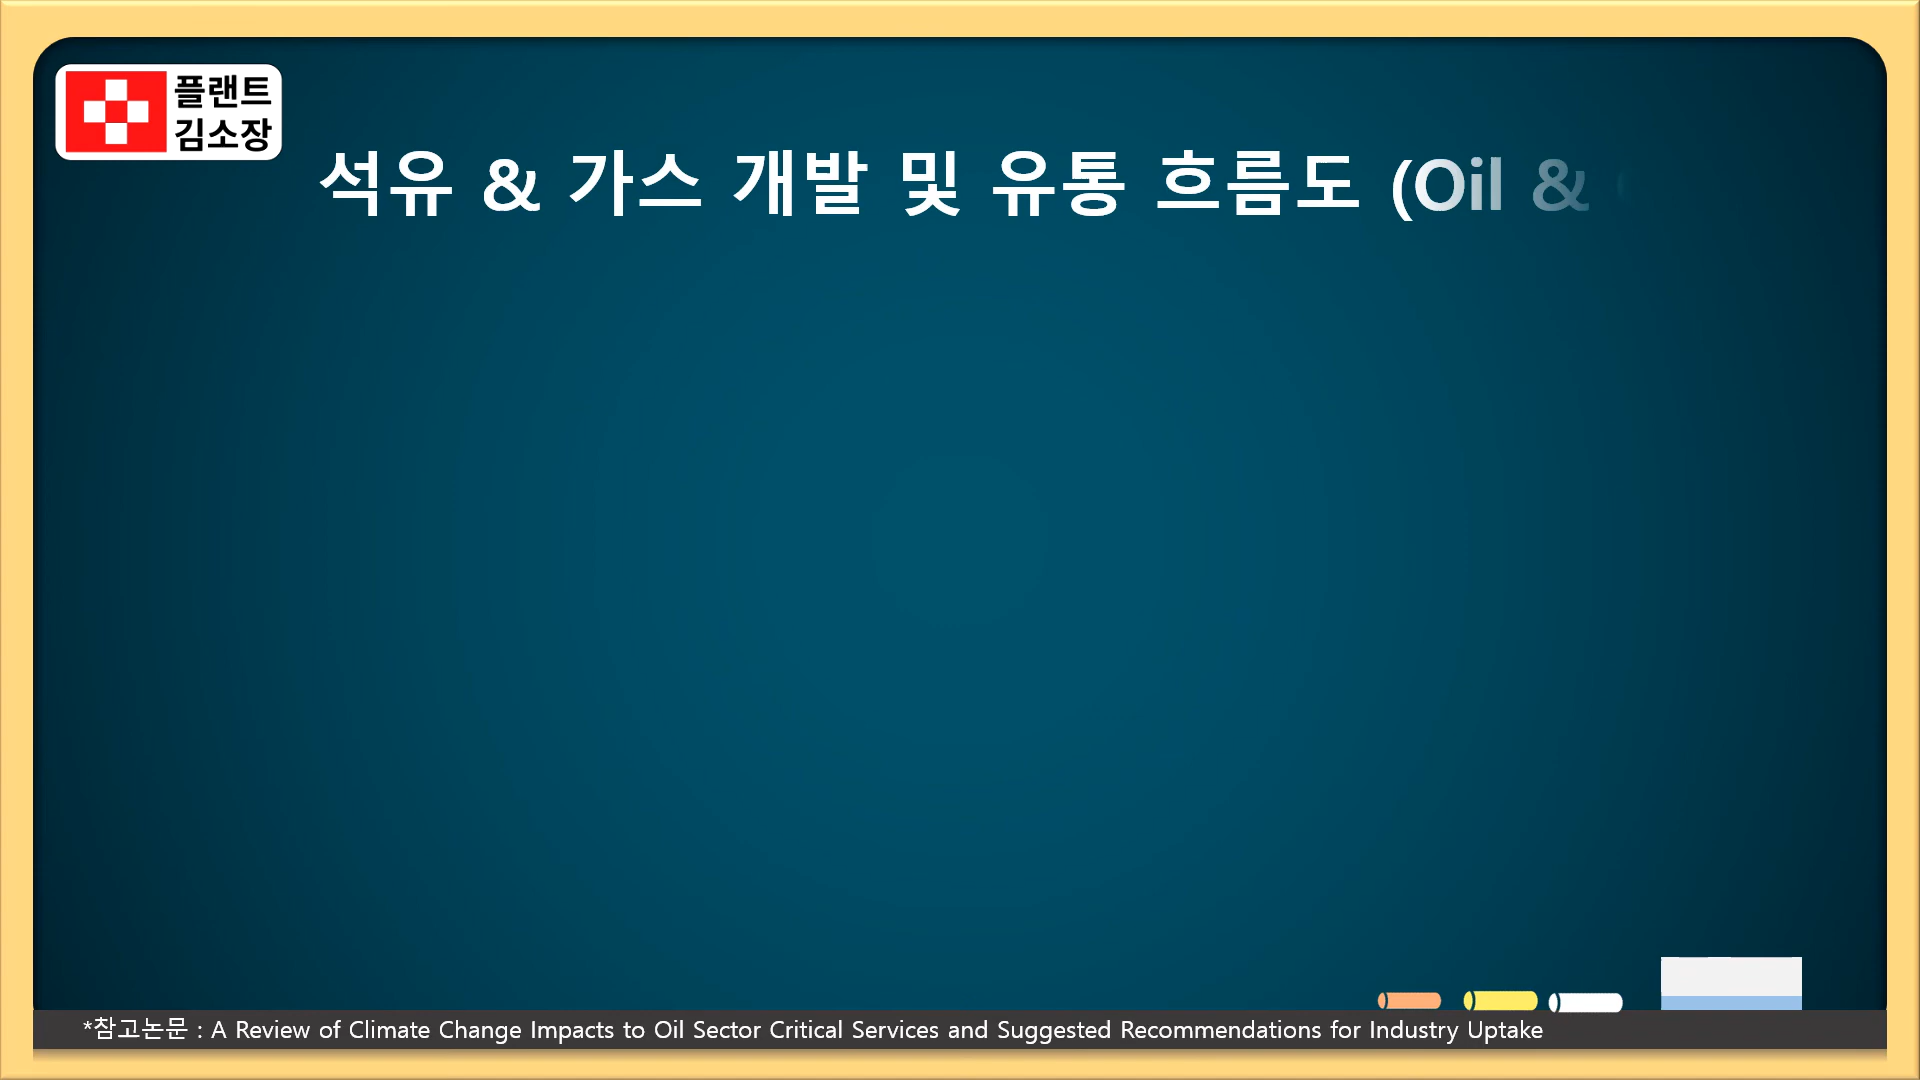 플랜트
김소장
석유 & 가스 개발 및 유통 흐름도 (Oil &
*참고논문 : A Review of Climate Change Impacts to Oil Sector Critical Services and Suggested Recommendations for Industry Uptake